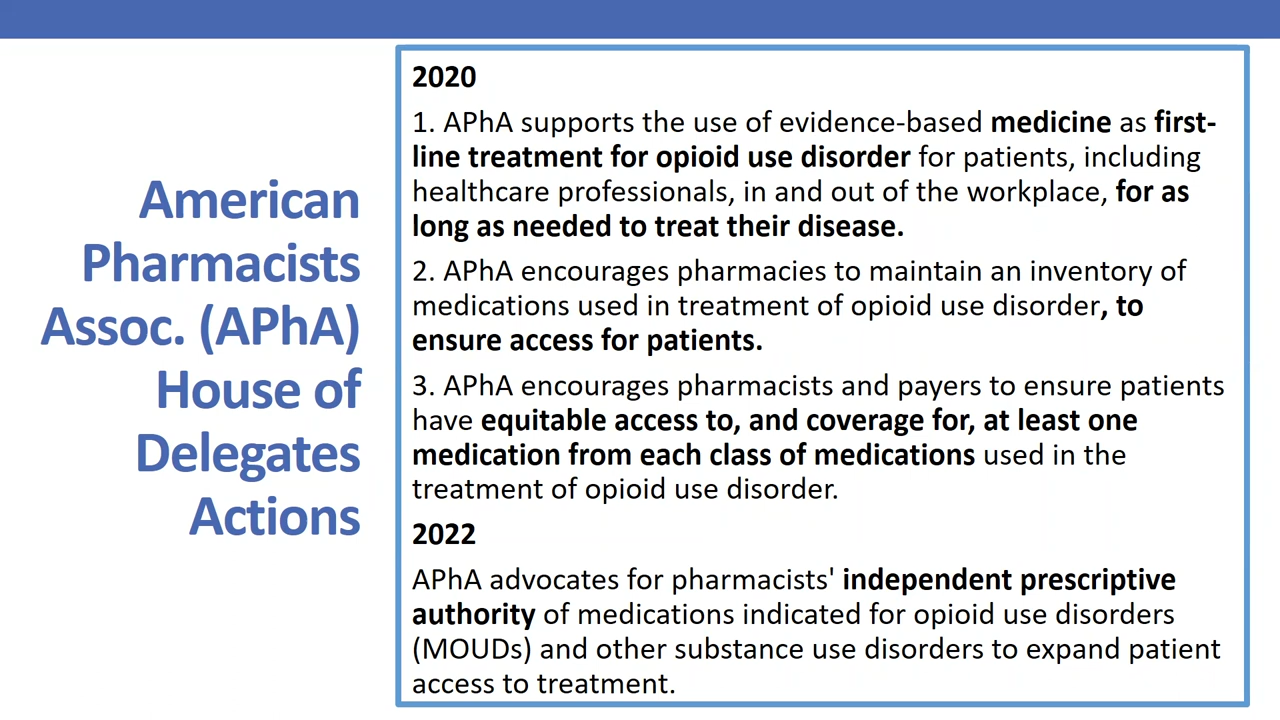 American
Pharmacists
Assoc. (APhA)
House of
Delegates
Actions
2020
1. APhA supports the use of evidence-based medicine as first-
line treatment for opioid use disorder for patients, including
healthcare professionals, in and out of the workplace, for as
long as needed to treat their disease.
2. APhA encourages pharmacies to maintain an inventory of
medications used in treatment of opioid use disorder, to
ensure access for patients.
3. APhA encourages pharmacists and payers to ensure patients
have equitable access to, and coverage for, at least one
medication from each class of medications used in the
treatment of opioid use disorder.
2022
APhA advocates for pharmacists' independent prescriptive
authority of medications indicated for opioid use disorders
(MOUDs) and other substance use disorders to expand patient
access to treatment.